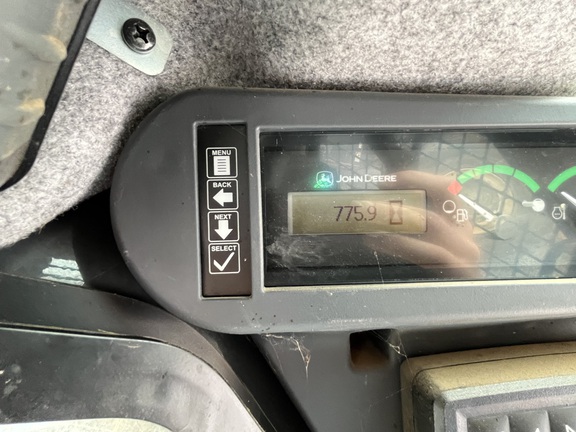 MENU
BACK
NEXT
SELECT
JOHN DEERE
775.9